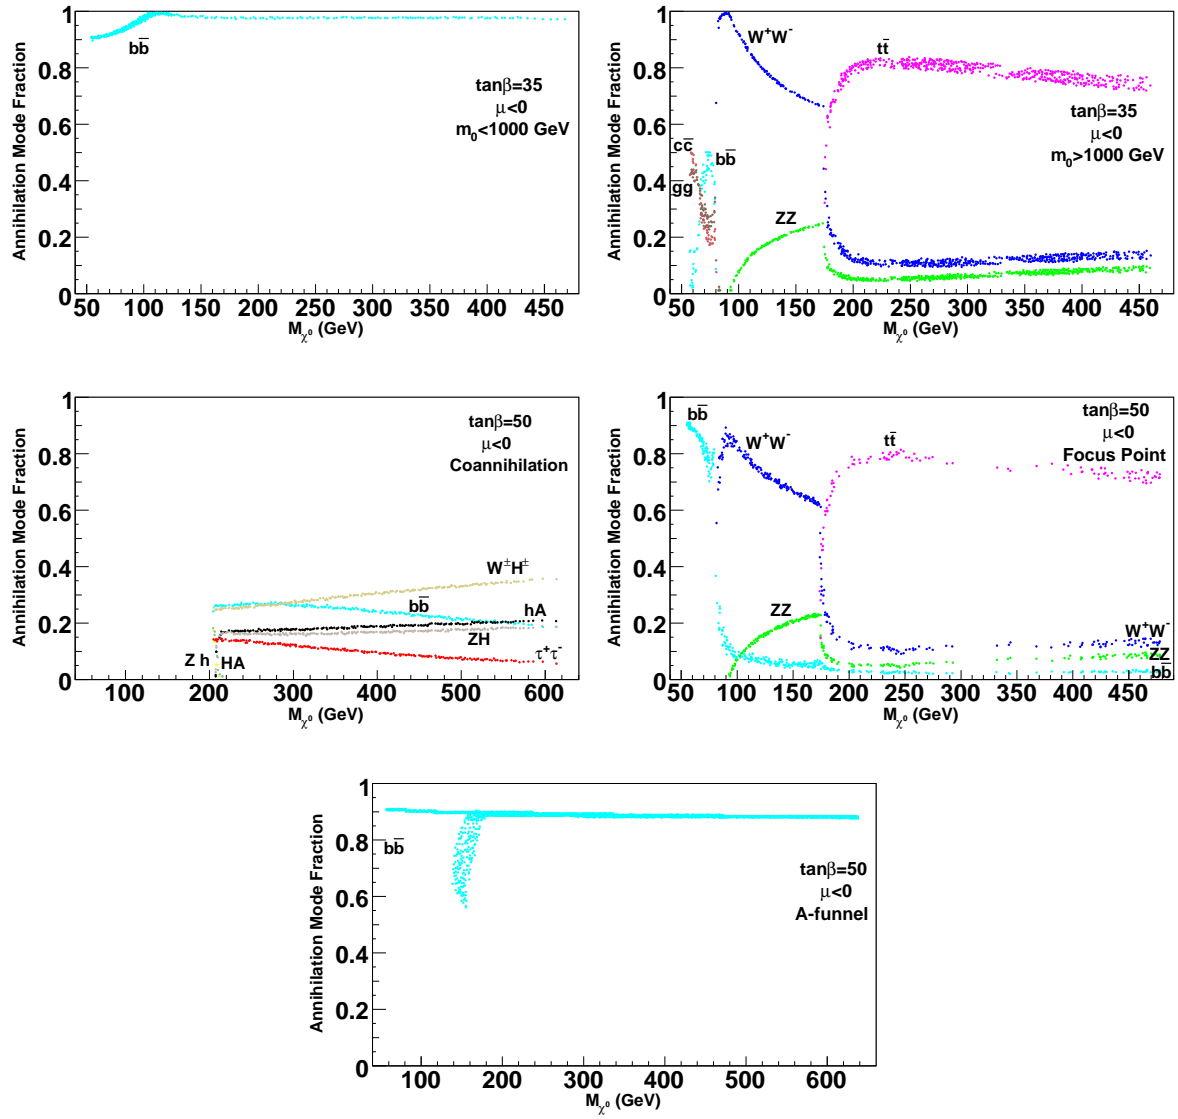 Annihilation Mode Fraction
1
0.8
0.6
0.4
0.2
0
bb̅
tanβ=35
μ<0
m₀<1000 GeV
50 100 150 200 250 300 350 400 450
M_χ⁰ (GeV)
Annihilation Mode Fraction
1
0.8
0.6
0.4
0.2
0
W⁺W⁻
tt̅
cc̅
bb̅
gg
ZZ
tanβ=35
μ<0
m₀>1000 GeV
50 100 150 200 250 300 350 400 450
M_χ⁰ (GeV)
Annihilation Mode Fraction
1
0.8
0.6
0.4
0.2
0
tanβ=50
μ<0
Coannihilation
W±H±
bb̅
hA
ZH
Z h HA
τ⁺τ⁻
100 200 300 400 500 600
M_χ⁰ (GeV)
Annihilation Mode Fraction
1
0.8
0.6
0.4
0.2
0
bb̅
W⁺W⁻
tt̅
tanβ=50
μ<0
Focus Point
ZZ
W⁺W⁻
ZZ
bb̅
50 100 150 200 250 300 350 400 450
M_χ⁰ (GeV)
Annihilation Mode Fraction
1
0.8
0.6
0.4
0.2
0
bb̅
tanβ=50
μ<0
A-funnel
100 200 300 400 500 600
M_χ⁰ (GeV)